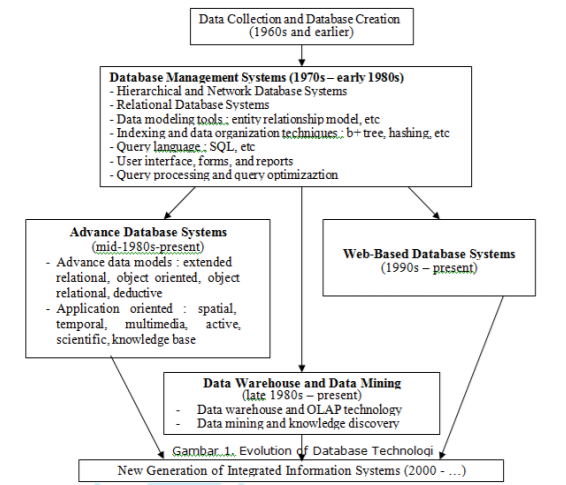 Data Collection and Database Creation
(1960s and earlier)
Database Management Systems (1970s – early 1980s)
- Hierarchical and Network Database Systems
- Relational Database Systems
- Data modeling tools : entity relationship model, etc
- Indexing and data organization techniques : b+ tree, hashing, etc
- Query language : SQL, etc
- User interface, forms, and reports
- Query processing and query optimizaztion
Advance Database Systems
(mid-1980s-present)
- Advance data models : extended
relational, object oriented, object
relational, deductive
- Application oriented : spatial,
temporal, multimedia, active,
scientific, knowledge base
Web-Based Database Systems
(1990s – present)
Data Warehouse and Data Mining
(late 1980s – present)
- Data warehouse and OLAP technology
- Data mining and knowledge discovery
Gambar 1. Evolution of Database Technologi
New Generation of Integrated Information Systems (2000 - ...)